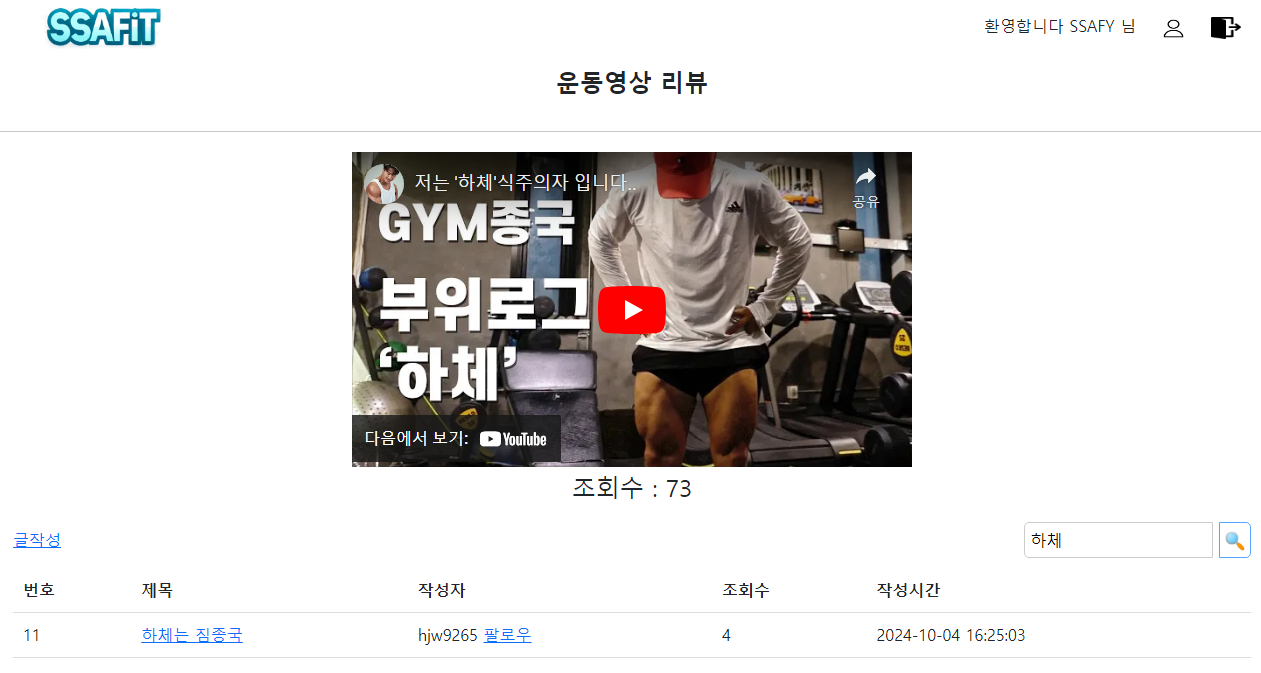 SSAFiT
환영합니다 SSAFY 님
운동영상 리뷰
저는 '하체'식주의자 입니다..
공유
GYM종국
부위로그
‘하체’
다음에서 보기: YouTube
조회수 : 73
글작성
하체
번호 제목 작성자 조회수 작성시간
11 하체는 짐종국 hjw9265 팔로우 4 2024-10-04 16:25:03